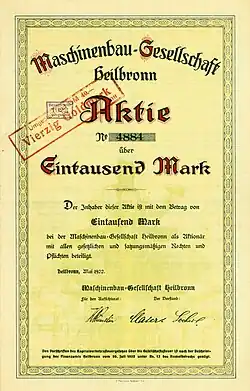 Maschinenbau-Gesellschaft
Heilbronn
Aktie
Vierzig Goldmark
No 4884
über
Eintausend Mark
Der Inhaber dieser Aktie ist mit dem Betrag von
Eintausend Mark
bei der Maschinenbau-Gesellschaft Heilbronn als Aktionär
mit allen gesetzlichen und satzungsmäßigen Rechten und
Pflichten beteiligt.
Heilbronn, Mai 1922.
Maschinenbau-Gesellschaft Heilbronn
Für den Aufsichtsrat: Der Vorstand: